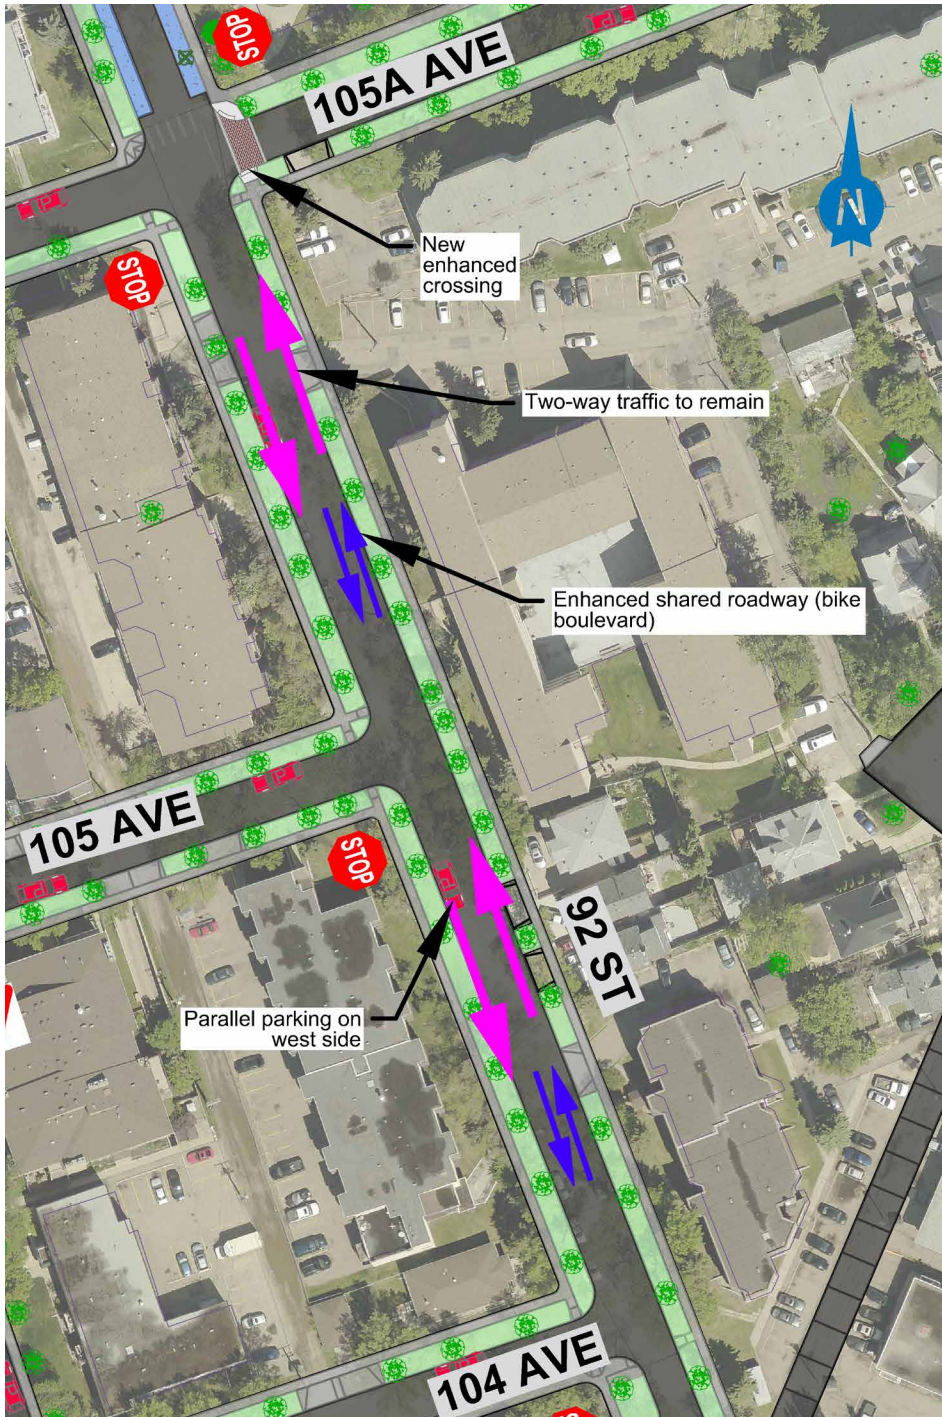 STOP
105A AVE
N
New
enhanced
crossing
STOP
Two-way traffic to remain
Enhanced shared roadway (bike
boulevard)
105 AVE
STOP
92 ST
Parallel parking on
west side
104 AVE